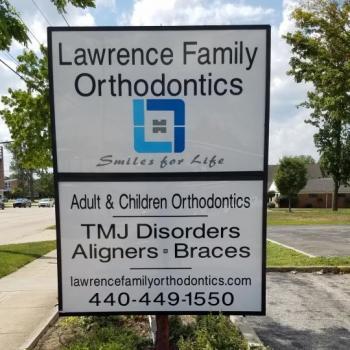 Lawrence Family
Orthodontics
Smiles for Life
Adult & Children Orthodontics
TMJ Disorders
Aligners • Braces
lawrencefamilyorthodontics.com
440-449-1550